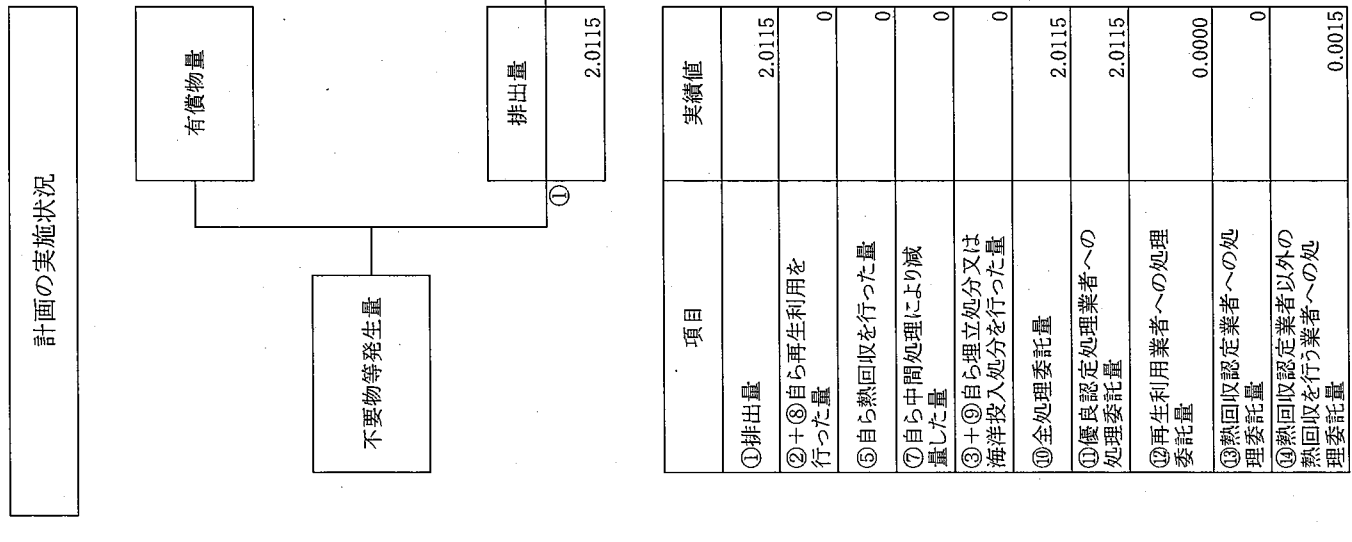 計画の実施状況
有償物量
不要物等発生量
①
排出量
2.0115
項目
実績値
①排出量
2.0115
②+⑧自ら再生利用を
行った量
0
⑤自ら熱回収を行った量
0
⑦自ら中間処理により減
量した量
0
③+⑨自ら埋立処分又は
海洋投入処分を行った量
0
⑩全処理委託量
2.0115
⑪優良認定処理業者への
処理委託量
2.0115
⑫再生利用業者への処理
委託量
0.0000
⑬熱回収認定業者への処
理委託量
0
⑭熱回収認定業者以外の
熱回収を行う業者への処
理委託量
0.0015